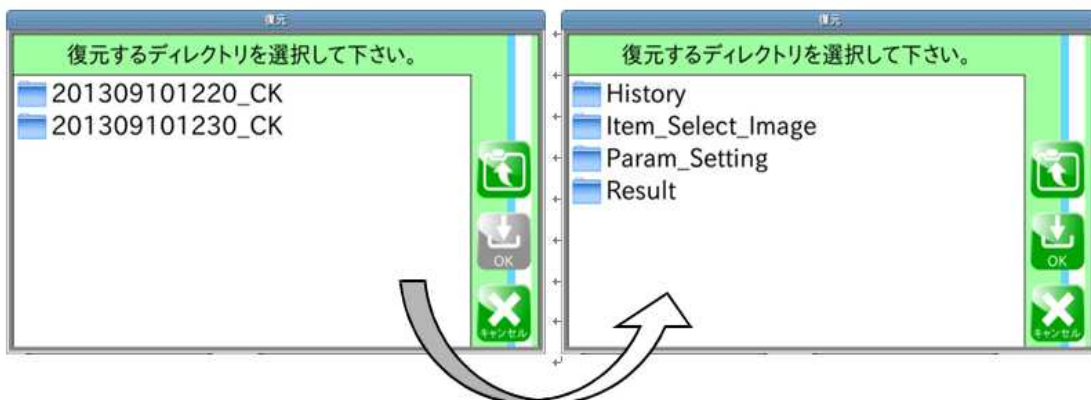 復元
復元するディレクトリを選択して下さい。
201309101220_CK
201309101230_CK
OK
キャンセル
復元
復元するディレクトリを選択して下さい。
History
Item_Select_Image
Param_Setting
Result
OK
キャンセル